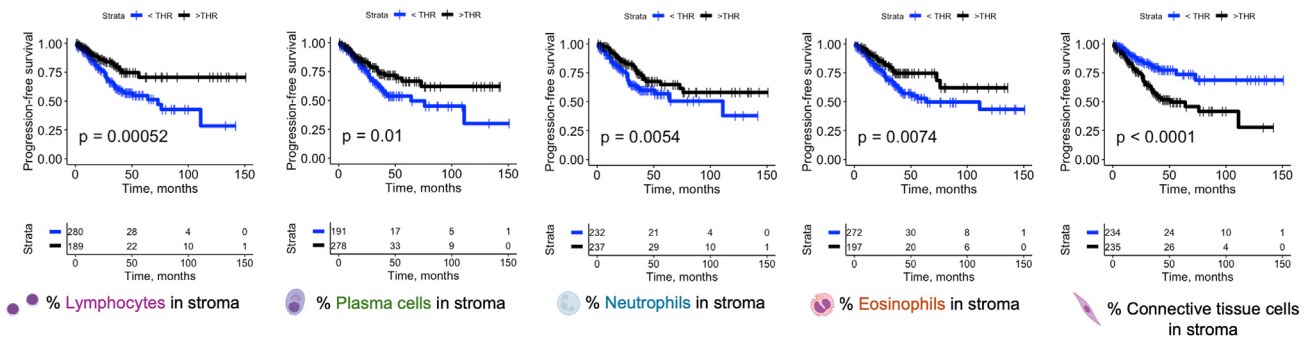 Strata < THR >THR
Progression-free survival
1.00
0.75
0.50
0.25
0.00
p = 0.00052
0 50 100 150
Time, months
Strata
280 28 4 0
189 22 10 1
0 50 100 150
Time, months
% Lymphocytes in stroma
Strata < THR >THR
Progression-free survival
1.00
0.75
0.50
0.25
0.00
p = 0.01
0 50 100 150
Time, months
Strata
191 17 5 1
278 33 9 0
0 50 100 150
Time, months
% Plasma cells in stroma
Strata < THR >THR
Progression-free survival
1.00
0.75
0.50
0.25
0.00
p = 0.0054
0 50 100 150
Time, months
Strata
232 21 4 0
237 29 10 1
0 50 100 150
Time, months
% Neutrophils in stroma
Strata < THR >THR
Progression-free survival
1.00
0.75
0.50
0.25
0.00
p = 0.0074
0 50 100 150
Time, months
Strata
272 30 8 1
197 20 6 0
0 50 100 150
Time, months
% Eosinophils in stroma
Strata < THR >THR
Progression-free survival
1.00
0.75
0.50
0.25
0.00
p < 0.0001
0 50 100 150
Time, months
Strata
234 24 10 1
235 26 4 0
0 50 100 150
Time, months
% Connective tissue cells
in stroma